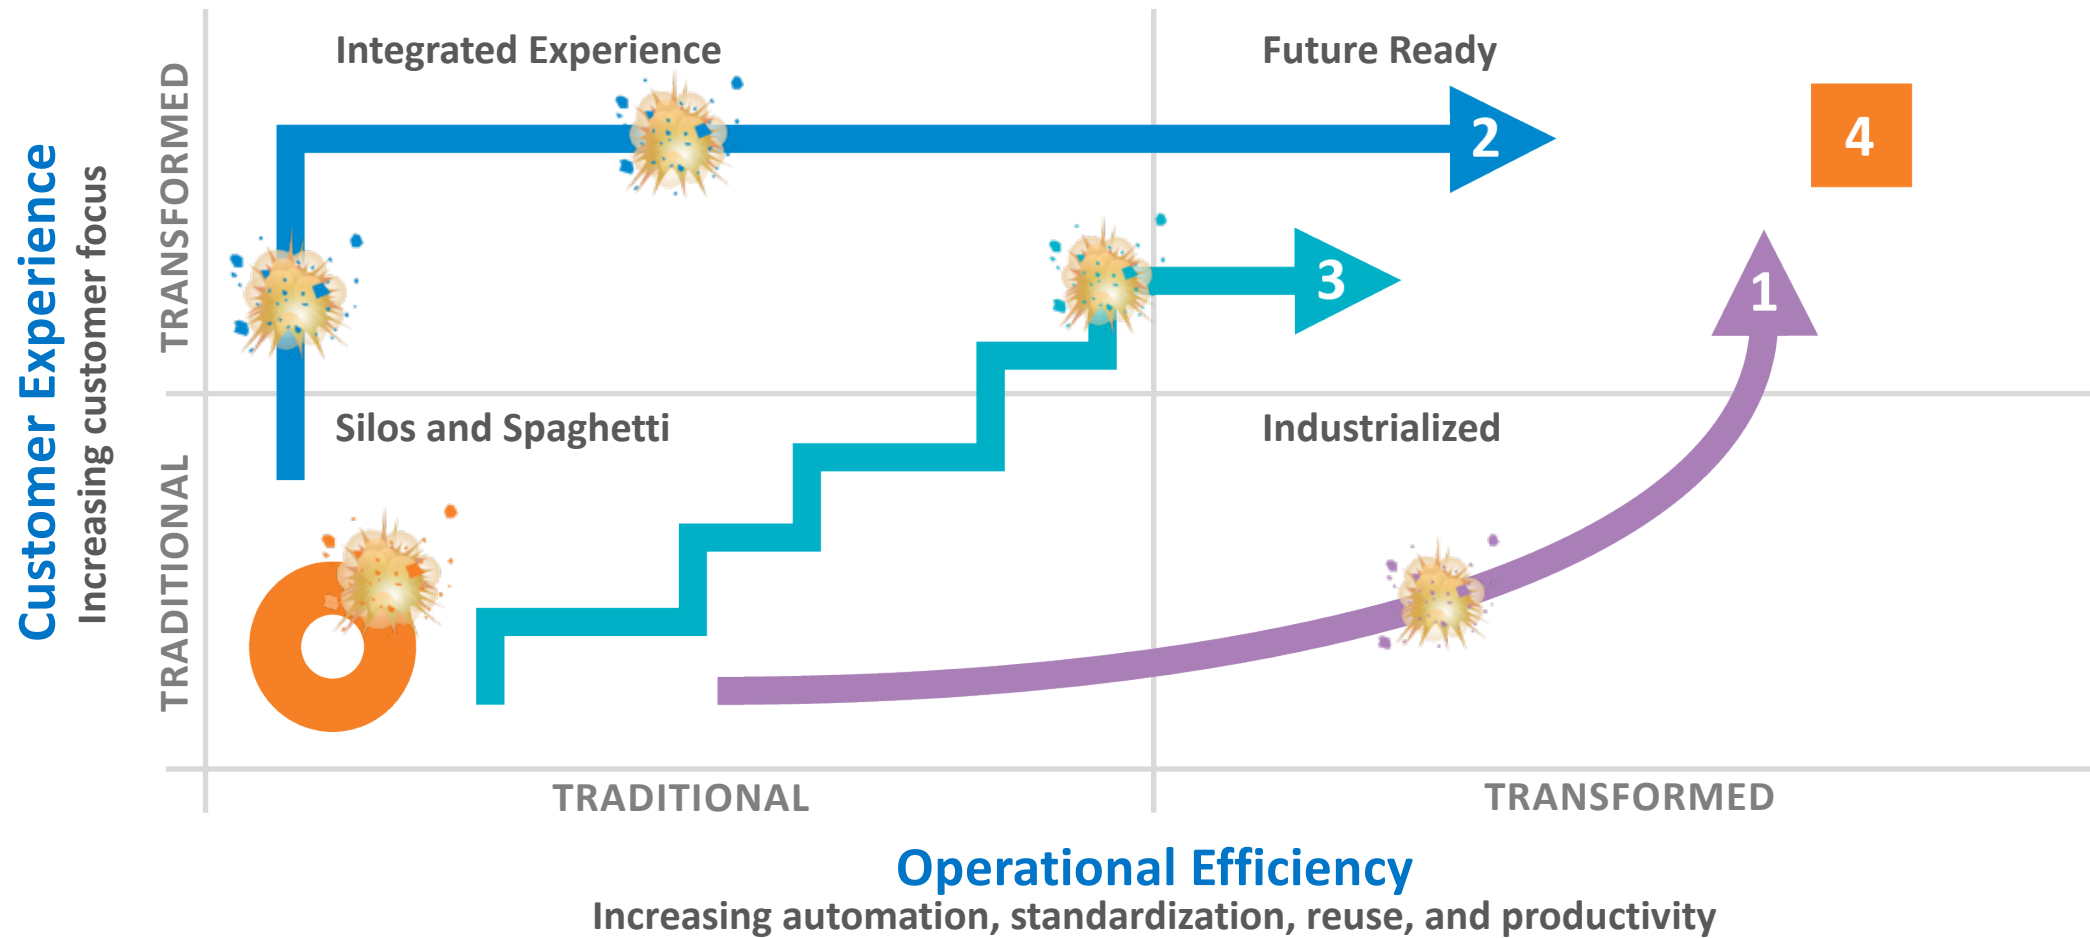 Integrated Experience
Future Ready
2
4
3
1
Silos and Spaghetti
Industrialized
Customer Experience
Increasing customer focus
TRANSFORMED
TRADITIONAL
TRADITIONAL
TRANSFORMED
Operational Efficiency
Increasing automation, standardization, reuse, and productivity